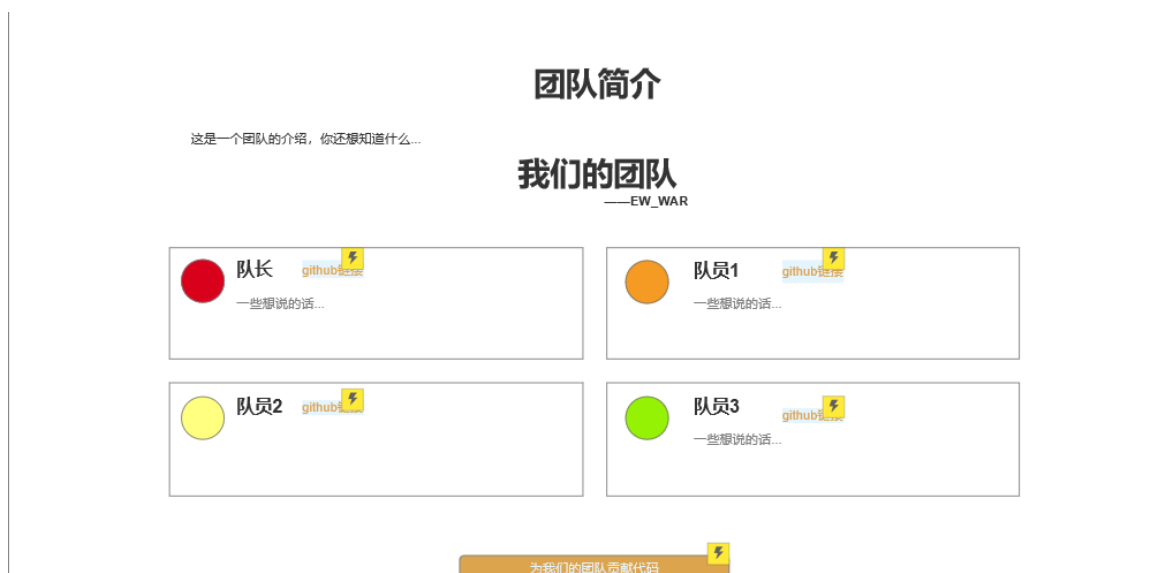 团队简介
这是一个团队的介绍，你还想知道什么...
我们的团队
——EW_WAR
队长 github链接
一些想说的话...
队员1 github链接
一些想说的话...
队员2 github链接
队员3 github链接
一些想说的话...
为我们的团队贡献代码